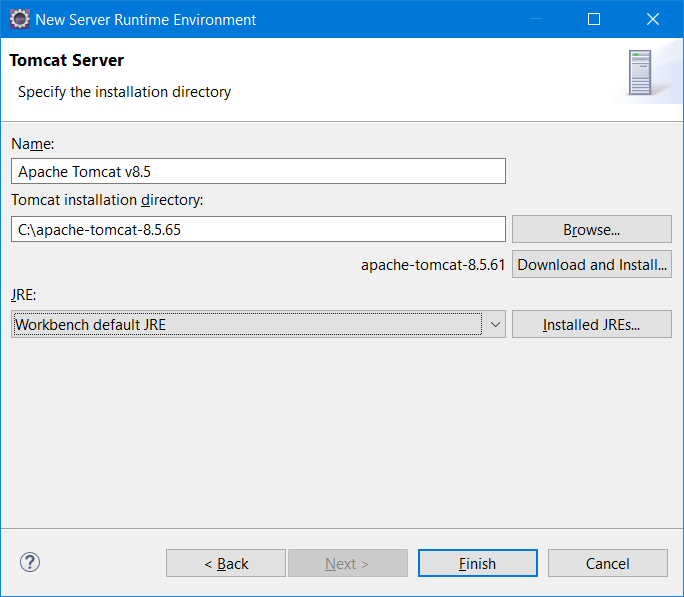 New Server Runtime Environment
Tomcat Server
Specify the installation directory
Name:
Apache Tomcat v8.5
Tomcat installation directory:
C:\apache-tomcat-8.5.65
Browse...
apache-tomcat-8.5.61
Download and Install...
JRE:
Workbench default JRE
Installed JREs...
?
< Back
Next >
Finish
Cancel